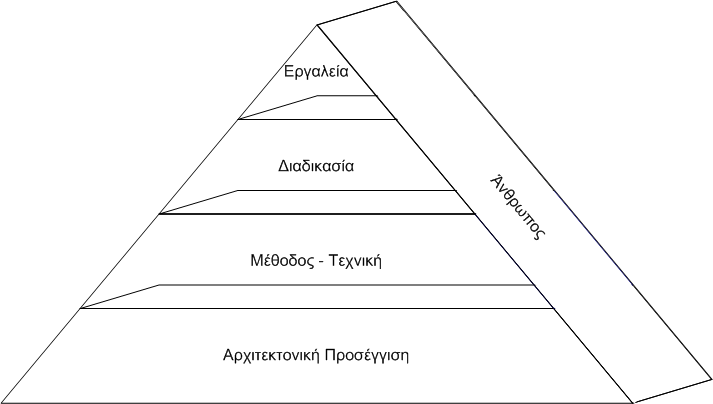 Εργαλεία
Διαδικασία
Άνθρωπος
Μέθοδος - Τεχνική
Αρχιτεκτονική Προσέγγιση